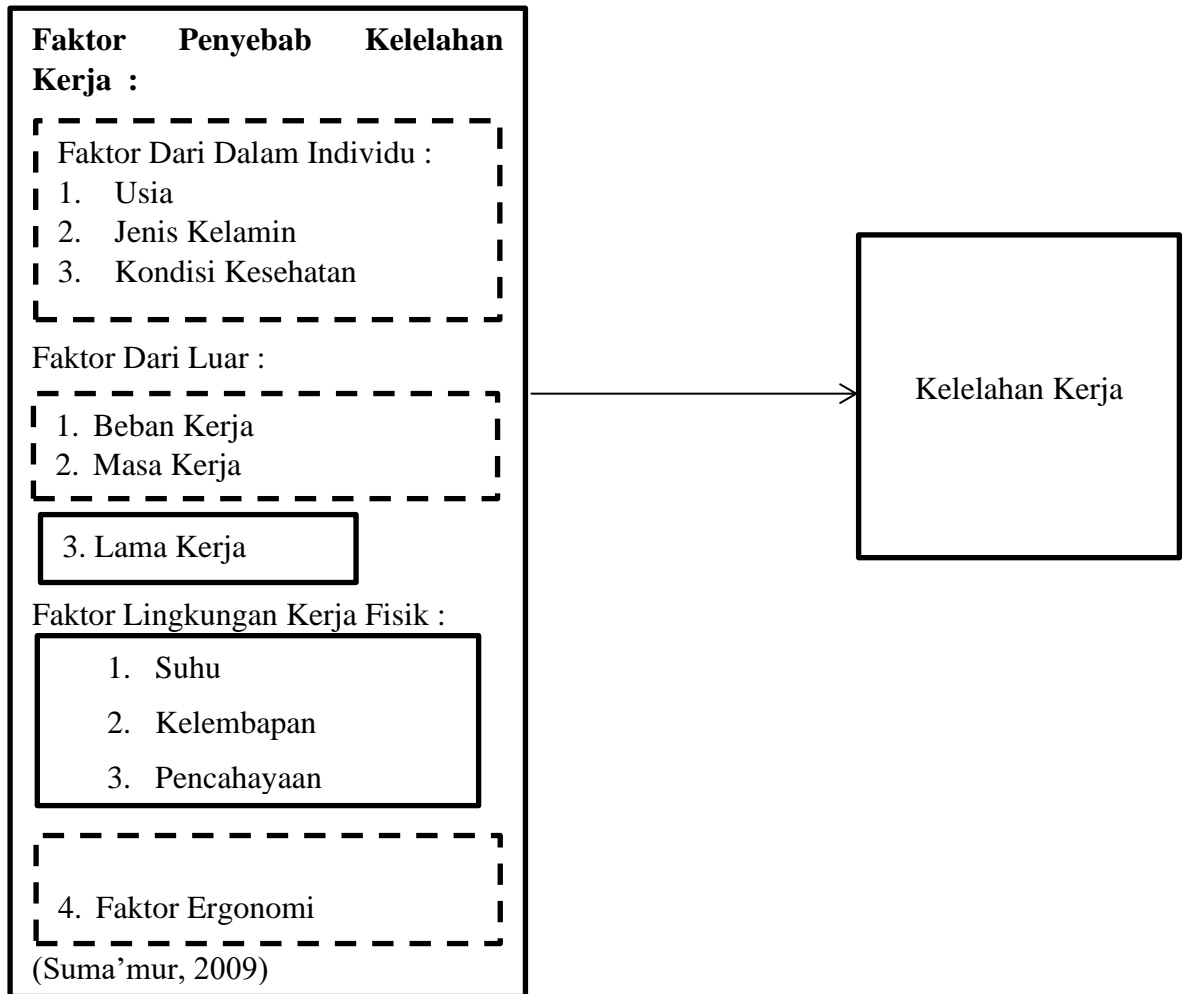 Faktor Penyebab Kelelahan
Kerja :
Faktor Dari Dalam Individu :
1. Usia
2. Jenis Kelamin
3. Kondisi Kesehatan
Faktor Dari Luar :
1. Beban Kerja
2. Masa Kerja
3. Lama Kerja
Faktor Lingkungan Kerja Fisik :
1. Suhu
2. Kelembapan
3. Pencahayaan
4. Faktor Ergonomi
(Suma’mur, 2009)
Kelelahan Kerja